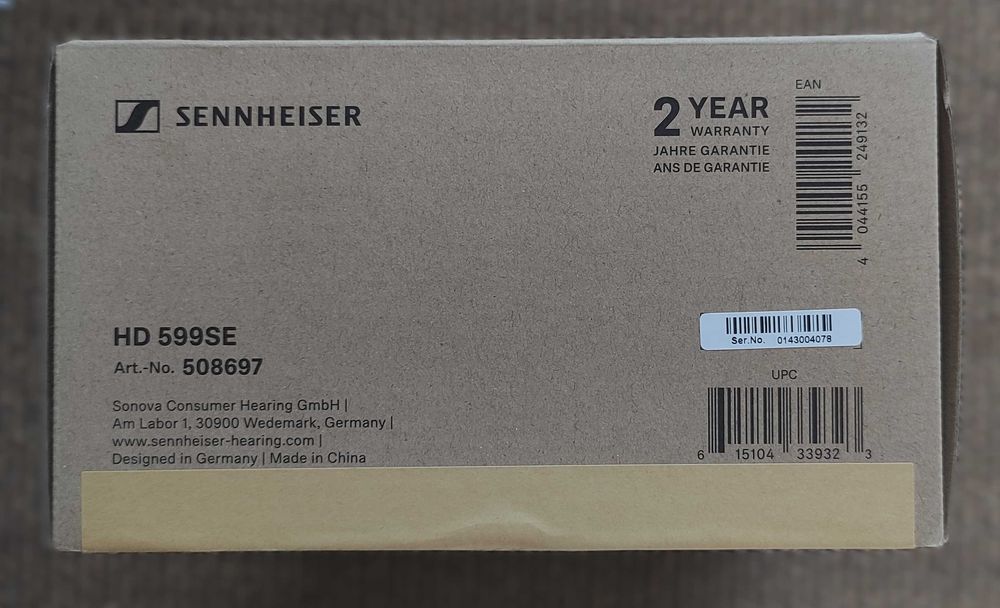 SENNHEISER
2 YEAR
WARRANTY
JAHRE GARANTIE
ANS DE GARANTIE
EAN
4 044155 249132
HD 599SE
Art.-No. 508697
Sonova Consumer Hearing GmbH |
Am Labor 1, 30900 Wedemark, Germany |
www.sennheiser-hearing.com |
Designed in Germany | Made in China
Ser.No. 0143004078
UPC
6 15104 33932 3